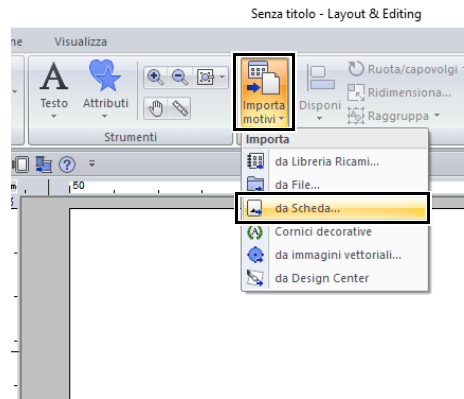 Senza titolo - Layout & Editing
ne Visualizza
Testo Attributi
Importa motivi
Disponi
Ruota/capovolgi
Ridimensiona...
Raggruppa
Strumenti
Importa
da Libreria Ricami...
da File...
da Scheda...
Cornici decorative
da immagini vettoriali...
da Design Center
50